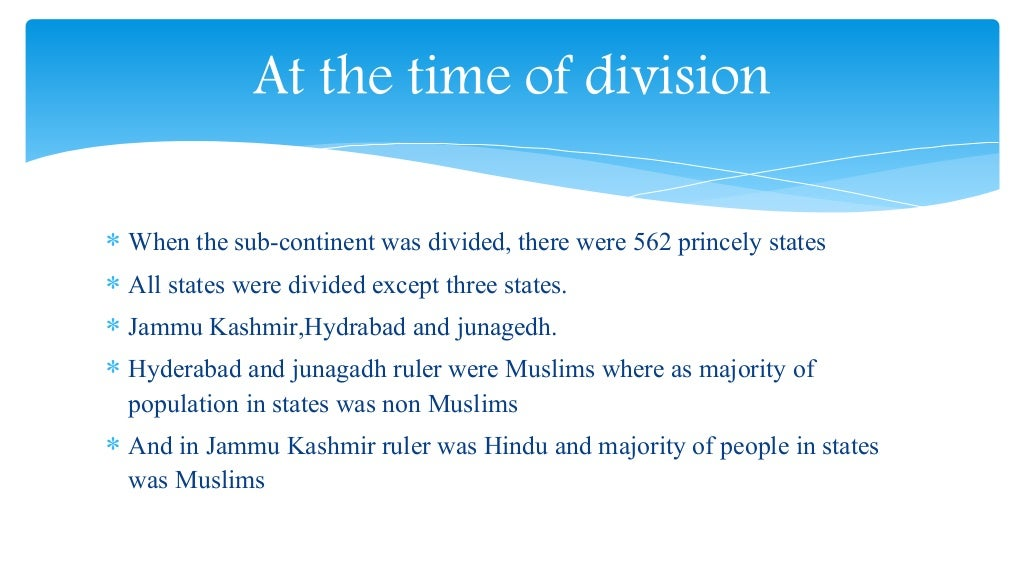 At the time of division
* When the sub-continent was divided, there were 562 princely states
* All states were divided except three states.
* Jammu Kashmir,Hydrabad and junagedh.
* Hyderabad and junagadh ruler were Muslims where as majority of
population in states was non Muslims
* And in Jammu Kashmir ruler was Hindu and majority of people in states
was Muslims